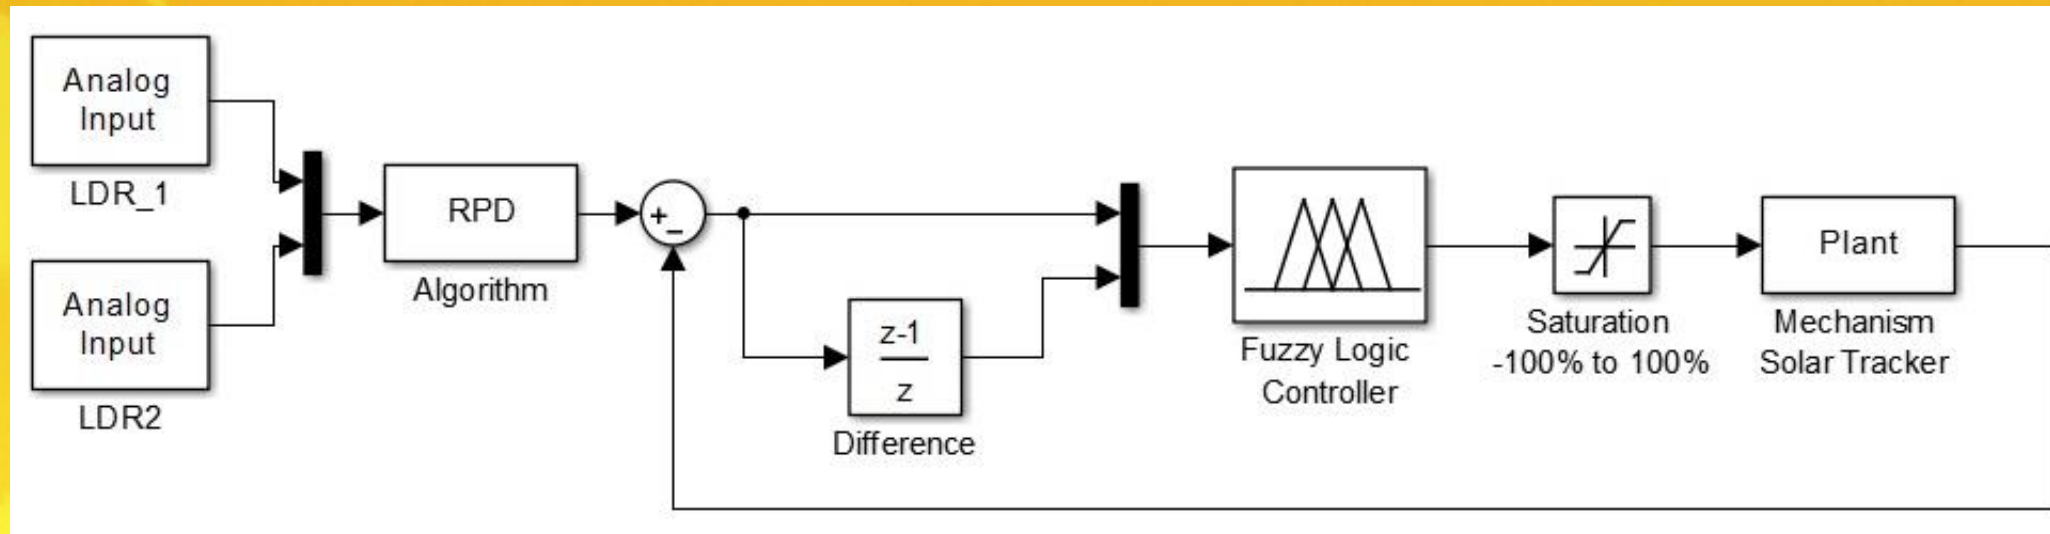 Analog
Input
LDR_1
Analog
Input
LDR2
RPD
Algorithm
+
−
z-1
z
Difference
Fuzzy Logic
Controller
Saturation
-100% to 100%
Plant
Mechanism
Solar Tracker